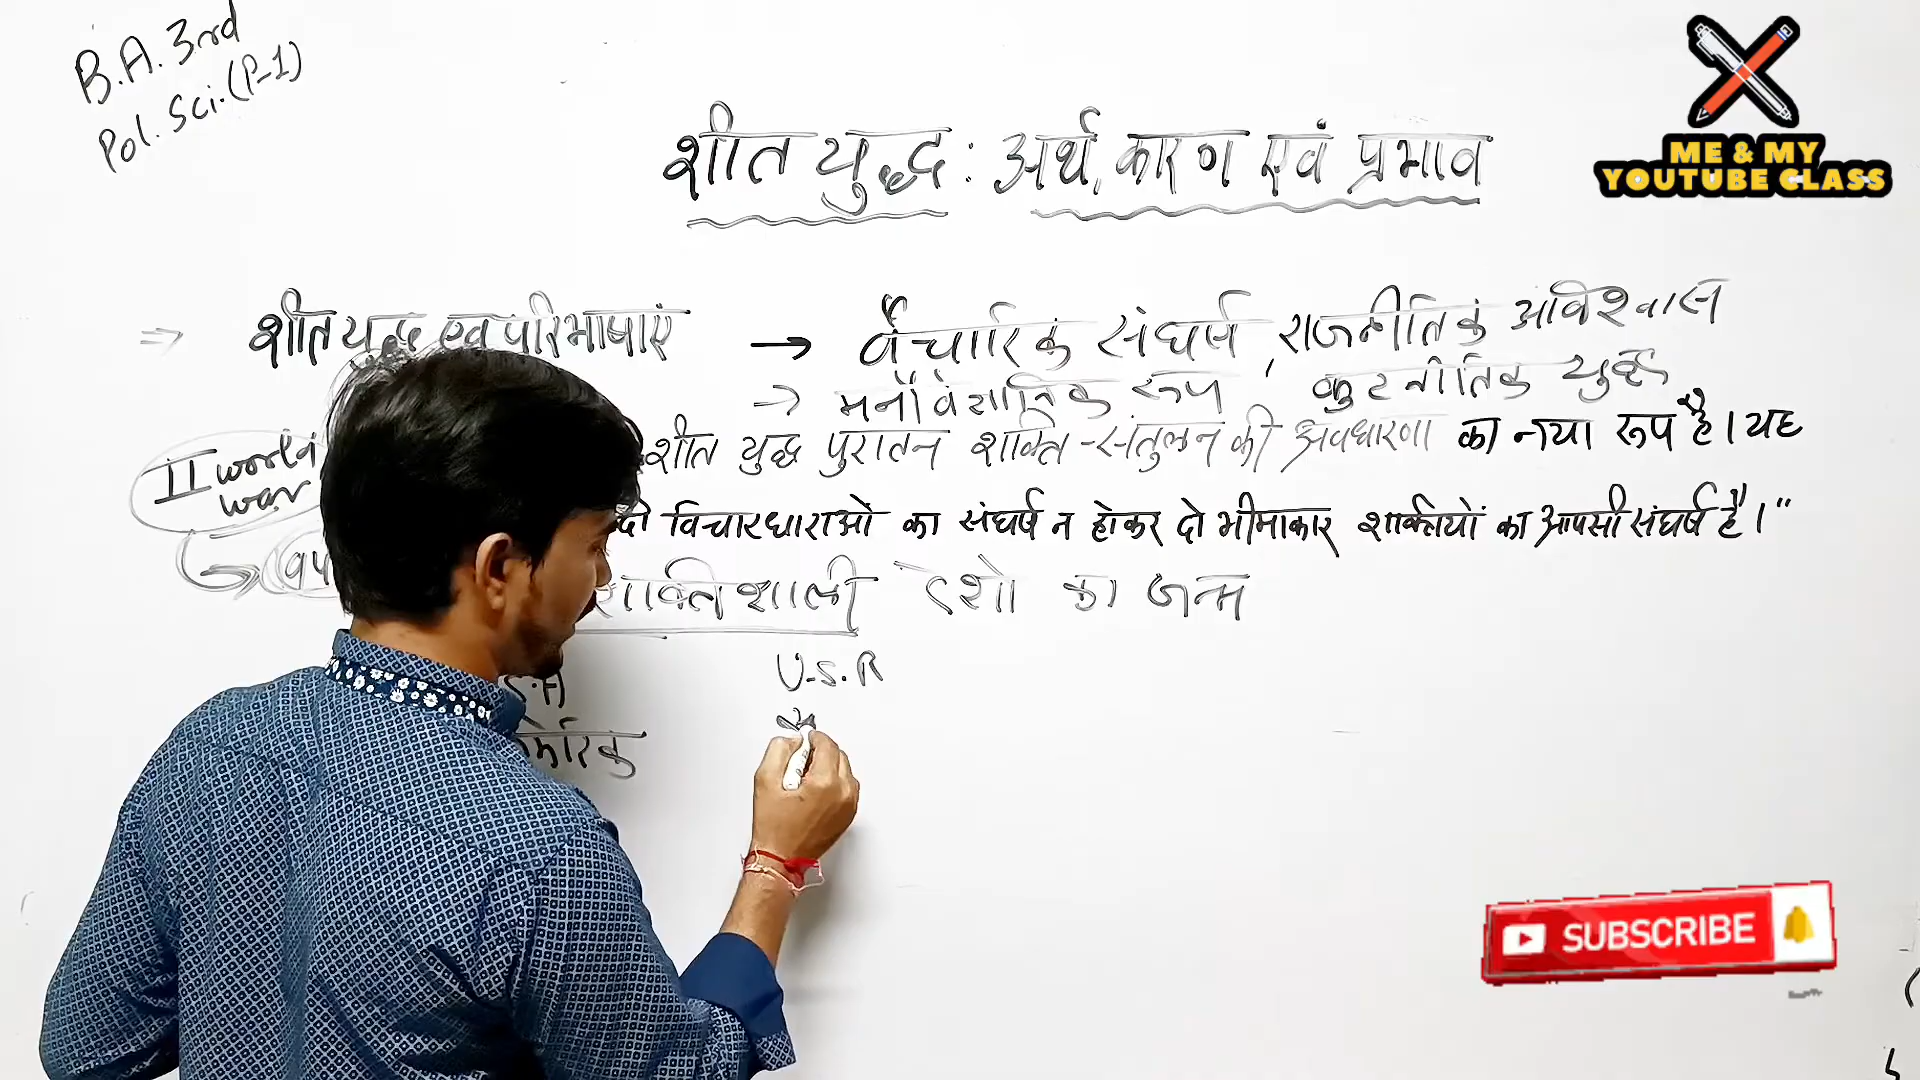 B.A. 3rd
Pol. Sci. (P-1)
शीत युद्ध : अर्थ, कारण एवं प्रभाव
ME & MY
YOUTUBE CLASS
⇒ शीत युद्ध एवं परिभाषाएं → वैचारिक संघर्ष, राजनीतिक अविश्वास
→ मनोवैज्ञानिक रूप, कुटनीतिक युद्ध
II world war
शीत युद्ध पुरातन शक्ति-संतुलन की अवधारणा का नया रूप है। यह
दो विचारधाराओं का संघर्ष न होकर दो भीमाकार शक्तियों का आपसी संघर्ष है।"
शक्तिशाली देशो का जन्म
S.A U.S.R
SUBSCRIBE